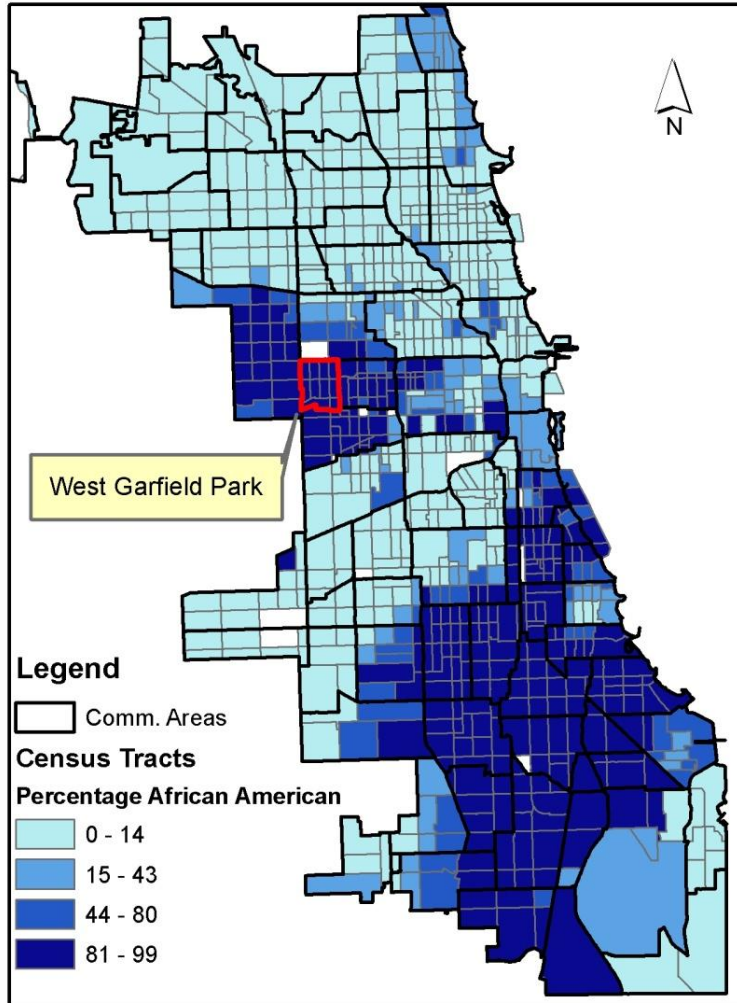 N
West Garfield Park
Legend
Comm. Areas
Census Tracts
Percentage African American
0 - 14
15 - 43
44 - 80
81 - 99